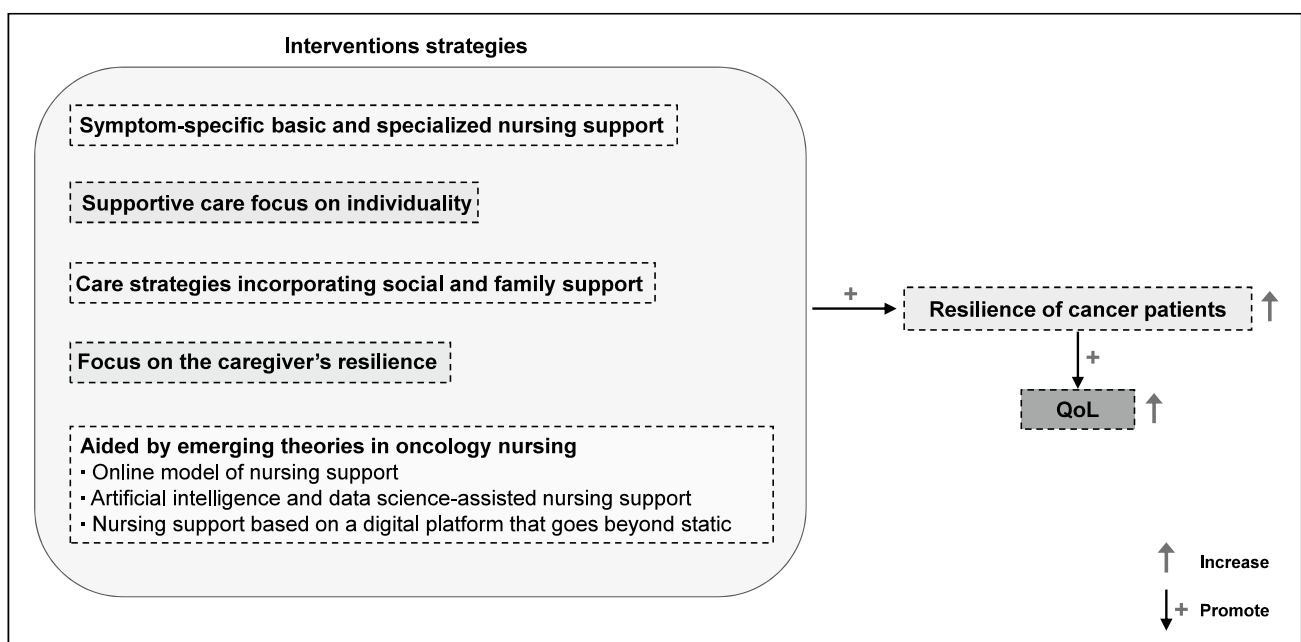 Interventions strategies
Symptom-specific basic and specialized nursing support
Supportive care focus on individuality
Care strategies incorporating social and family support
Focus on the caregiver's resilience
Aided by emerging theories in oncology nursing
· Online model of nursing support
· Artificial intelligence and data science-assisted nursing support
· Nursing support based on a digital platform that goes beyond static
+
Resilience of cancer patients
+
QoL
Increase
+ Promote